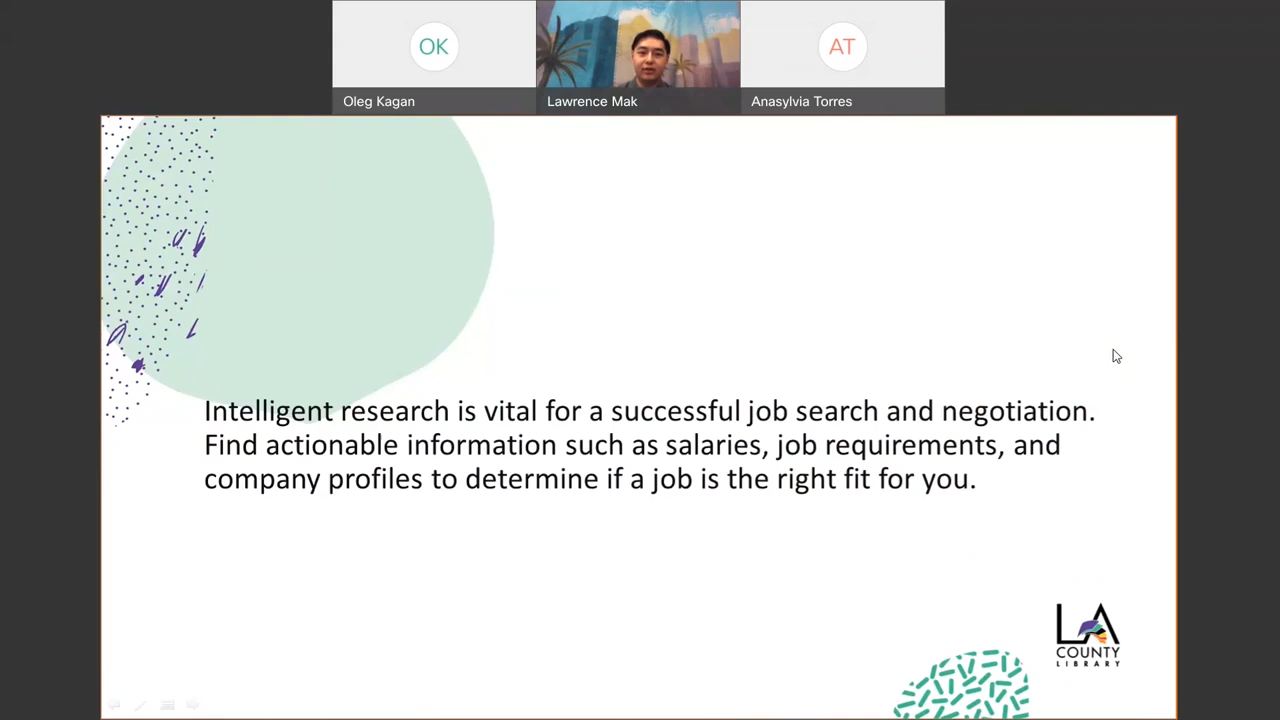 OK
AT
Oleg Kagan
Lawrence Mak
Anasylvia Torres
Intelligent research is vital for a successful job search and negotiation.
Find actionable information such as salaries, job requirements, and
company profiles to determine if a job is the right fit for you.
LA
COUNTY
LIBRARY